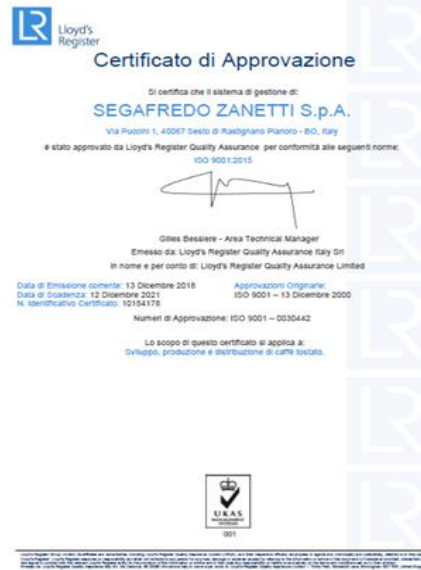 LR
Lloyd's
Register
Certificato di Approvazione
Si certifica che il sistema di gestione di:
SEGAFREDO ZANETTI S.p.A.
Via Puccini 1, 40067 Sesto di Rastignano Pianoro - BO, Italy
è stato approvato da Lloyd's Register Quality Assurance per conformità alle seguenti norme:
ISO 9001:2015
Gilles Bessiere - Area Technical Manager
Emesso da: Lloyd's Register Quality Assurance Italy Srl
in nome e per conto di: Lloyd's Register Quality Assurance Limited
Data di Emissione corrente: 13 Dicembre 2018
Data di Scadenza: 12 Dicembre 2021
N. Identificativo Certificato: 10154178
Approvazioni Originarie:
ISO 9001 – 13 Dicembre 2000
Numeri di Approvazione: ISO 9001 – 0030442
Lo scopo di questo certificato si applica a:
Sviluppo, produzione e distribuzione di caffè tostato.
UKAS
MANAGEMENT
SYSTEMS
001